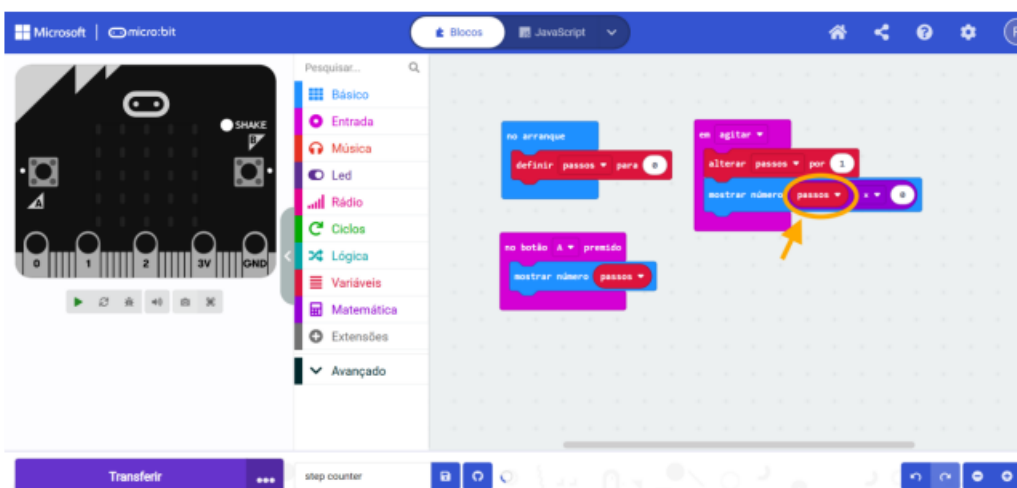 Microsoft | micro:bit
Blocos
JavaScript
SHAKE
B
A
0 1 2 3V GND
Pesquisar...
Básico
Entrada
Música
Led
Rádio
Ciclos
Lógica
Variáveis
Matemática
Extensões
Avançado
no arranque
definir passos para 0
no botão A premido
mostrar número passos
em agitar
alterar passos por 1
mostrar número passos x 0
Transferir
step counter